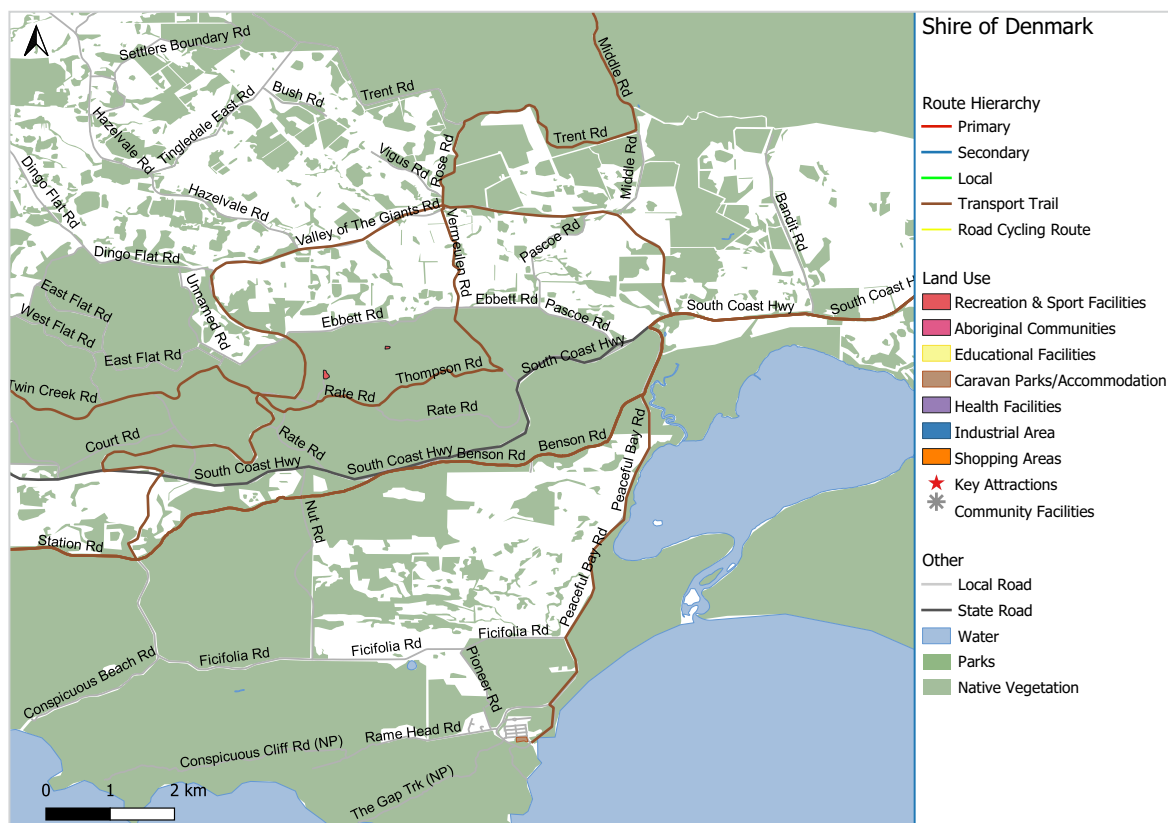 Shire of Denmark
Route Hierarchy
Primary
Secondary
Local
Transport Trail
Road Cycling Route
Land Use
Recreation & Sport Facilities
Aboriginal Communities
Educational Facilities
Caravan Parks/Accommodation
Health Facilities
Industrial Area
Shopping Areas
Key Attractions
Community Facilities
Other
Local Road
State Road
Water
Parks
Native Vegetation
Settlers Boundary Rd
Middle Rd
Bush Rd
Trent Rd
Tingledale East Rd
Hazelvale Rd
Trent Rd
Rose Rd
Vigus Rd
Middle Rd
Dingo Flat Rd
Hazelvale Rd
Valley of The Giants Rd
Vermeulen Rd
Pascoe Rd
Bandit Rd
Dingo Flat Rd
Unnamed Rd
East Flat Rd
West Flat Rd
East Flat Rd
Ebbett Rd
Ebbett Rd
Pascoe Rd
South Coast Hwy
South Coast H
South Coast Hwy
Thompson Rd
Twin Creek Rd
Rate Rd
Rate Rd
Court Rd
Rate Rd
Benson Rd
South Coast Hwy
South Coast Hwy
Benson Rd
Peaceful Bay Rd
Nut Rd
Station Rd
Peaceful Bay Rd
Ficifolia Rd
Ficifolia Rd
Ficifolia Rd
Pioneer Rd
Conspicuous Beach Rd
Rame Head Rd
Conspicuous Cliff Rd (NP)
The Gap Trk (NP)
0 1 2 km